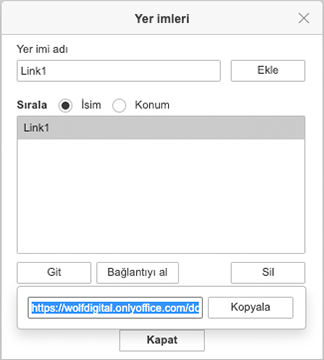 Yer imleri
Yer imi adı
Link1
Ekle
Sırala İsim Konum
Link1
Git Bağlantıyı al Sil
https://wolfdigital.onlyoffice.com/dc Kopyala
Kapat